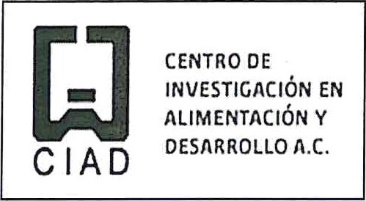 CIAD
CENTRO DE
INVESTIGACIÓN EN
ALIMENTACIÓN Y
DESARROLLO A.C.